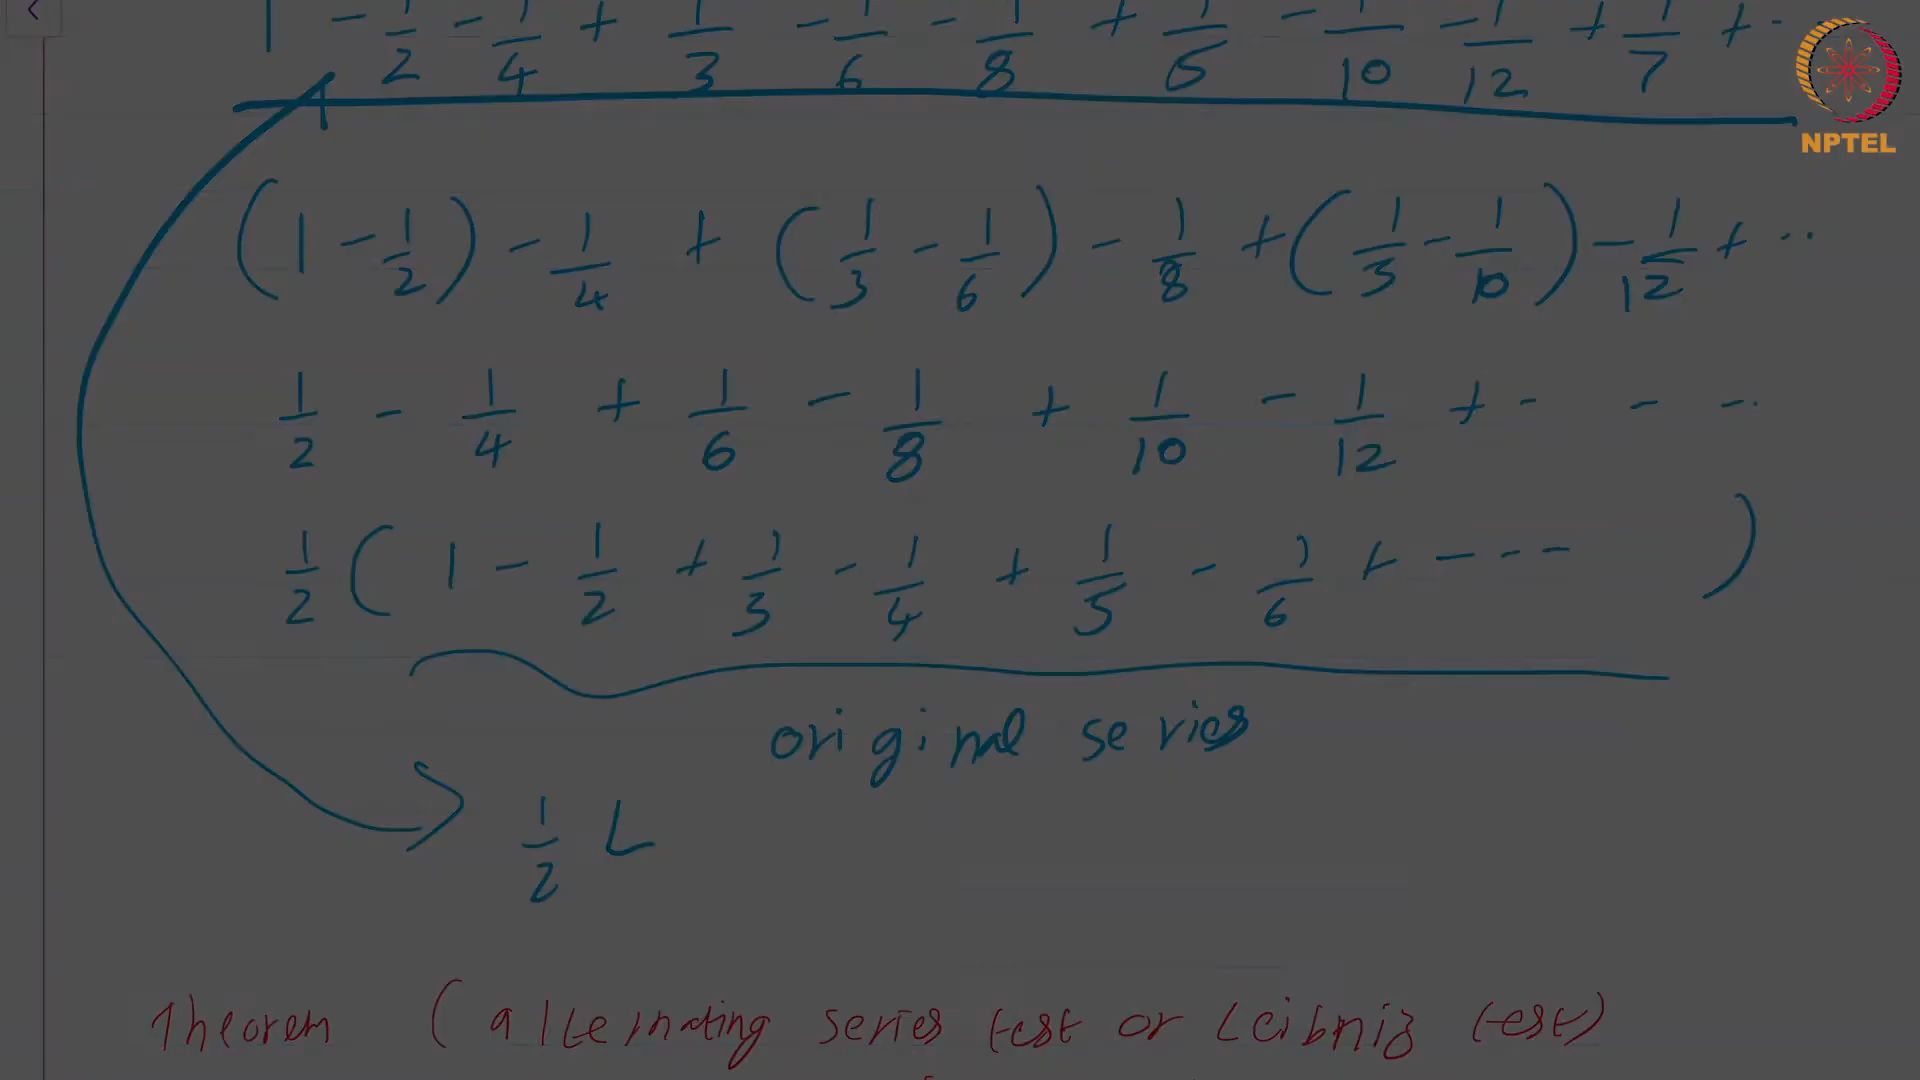 1 - 1/2 - 1/4 + 1/3 - 1/6 - 1/8 + 1/5 - 1/10 - 1/12 + 1/7 + ··
NPTEL
(1 - 1/2) - 1/4 + (1/3 - 1/6) - 1/8 + (1/5 - 1/10) - 1/12 + ··
1/2 - 1/4 + 1/6 - 1/8 + 1/10 - 1/12 + - - -
1/2 ( 1 - 1/2 + 1/3 - 1/4 + 1/5 - 1/6 + - - - - )
original series
1/2 L
Theorem (alternating series test or Leibniz test)